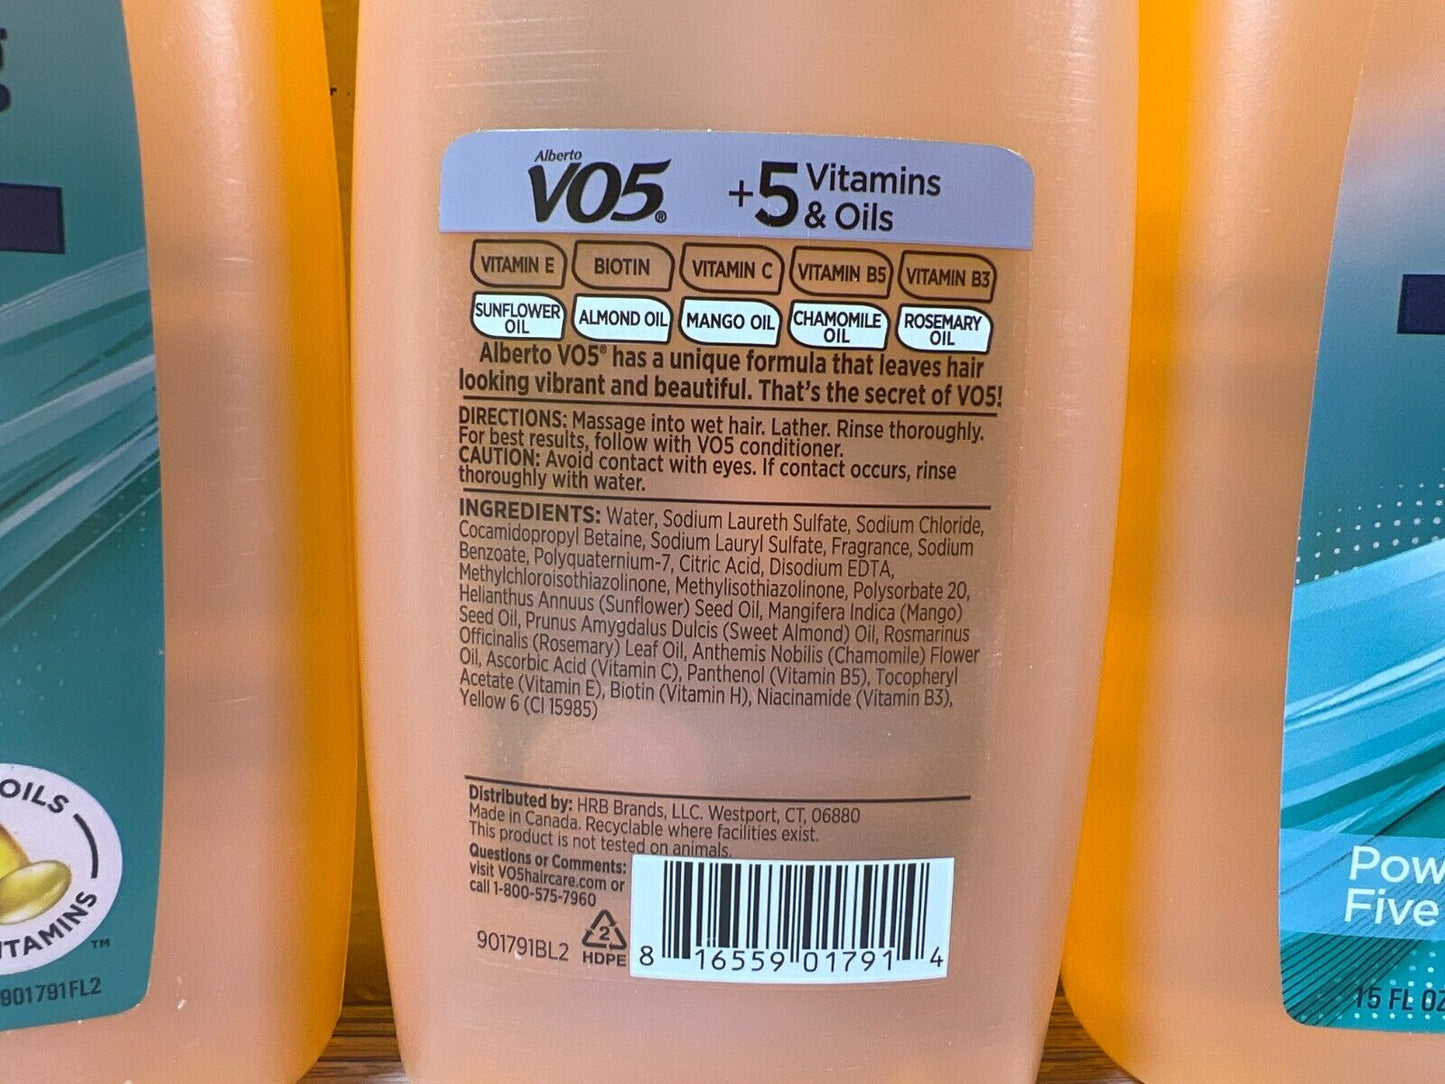 Alberto
VO5®
+5 Vitamins
& Oils
VITAMIN E BIOTIN VITAMIN C VITAMIN B5 VITAMIN B3
SUNFLOWER OIL ALMOND OIL MANGO OIL CHAMOMILE OIL ROSEMARY OIL
Alberto VO5® has a unique formula that leaves hair
looking vibrant and beautiful. That's the secret of VO5!
DIRECTIONS: Massage into wet hair. Lather. Rinse thoroughly.
For best results, follow with VO5 conditioner.
CAUTION: Avoid contact with eyes. If contact occurs, rinse
thoroughly with water.
INGREDIENTS: Water, Sodium Laureth Sulfate, Sodium Chloride,
Cocamidopropyl Betaine, Sodium Lauryl Sulfate, Fragrance, Sodium
Benzoate, Polyquaternium-7, Citric Acid, Disodium EDTA,
Methylchloroisothiazolinone, Methylisothiazolinone, Polysorbate 20,
Helianthus Annuus (Sunflower) Seed Oil, Mangifera Indica (Mango)
Seed Oil, Prunus Amygdalus Dulcis (Sweet Almond) Oil, Rosmarinus
Officinalis (Rosemary) Leaf Oil, Anthemis Nobilis (Chamomile) Flower
Oil, Ascorbic Acid (Vitamin C), Panthenol (Vitamin B5), Tocopheryl
Acetate (Vitamin E), Biotin (Vitamin H), Niacinamide (Vitamin B3),
Yellow 6 (CI 15985)
Distributed by: HRB Brands, LLC. Westport, CT, 06880
Made in Canada. Recyclable where facilities exist.
This product is not tested on animals.
Questions or Comments:
visit VO5haircare.com or
call 1-800-575-7960
901791BL2
2
HDPE
8 16559 01791 4
OILS
ITAMINS
™
901791FL2
Pow
Five
15 FL OZ